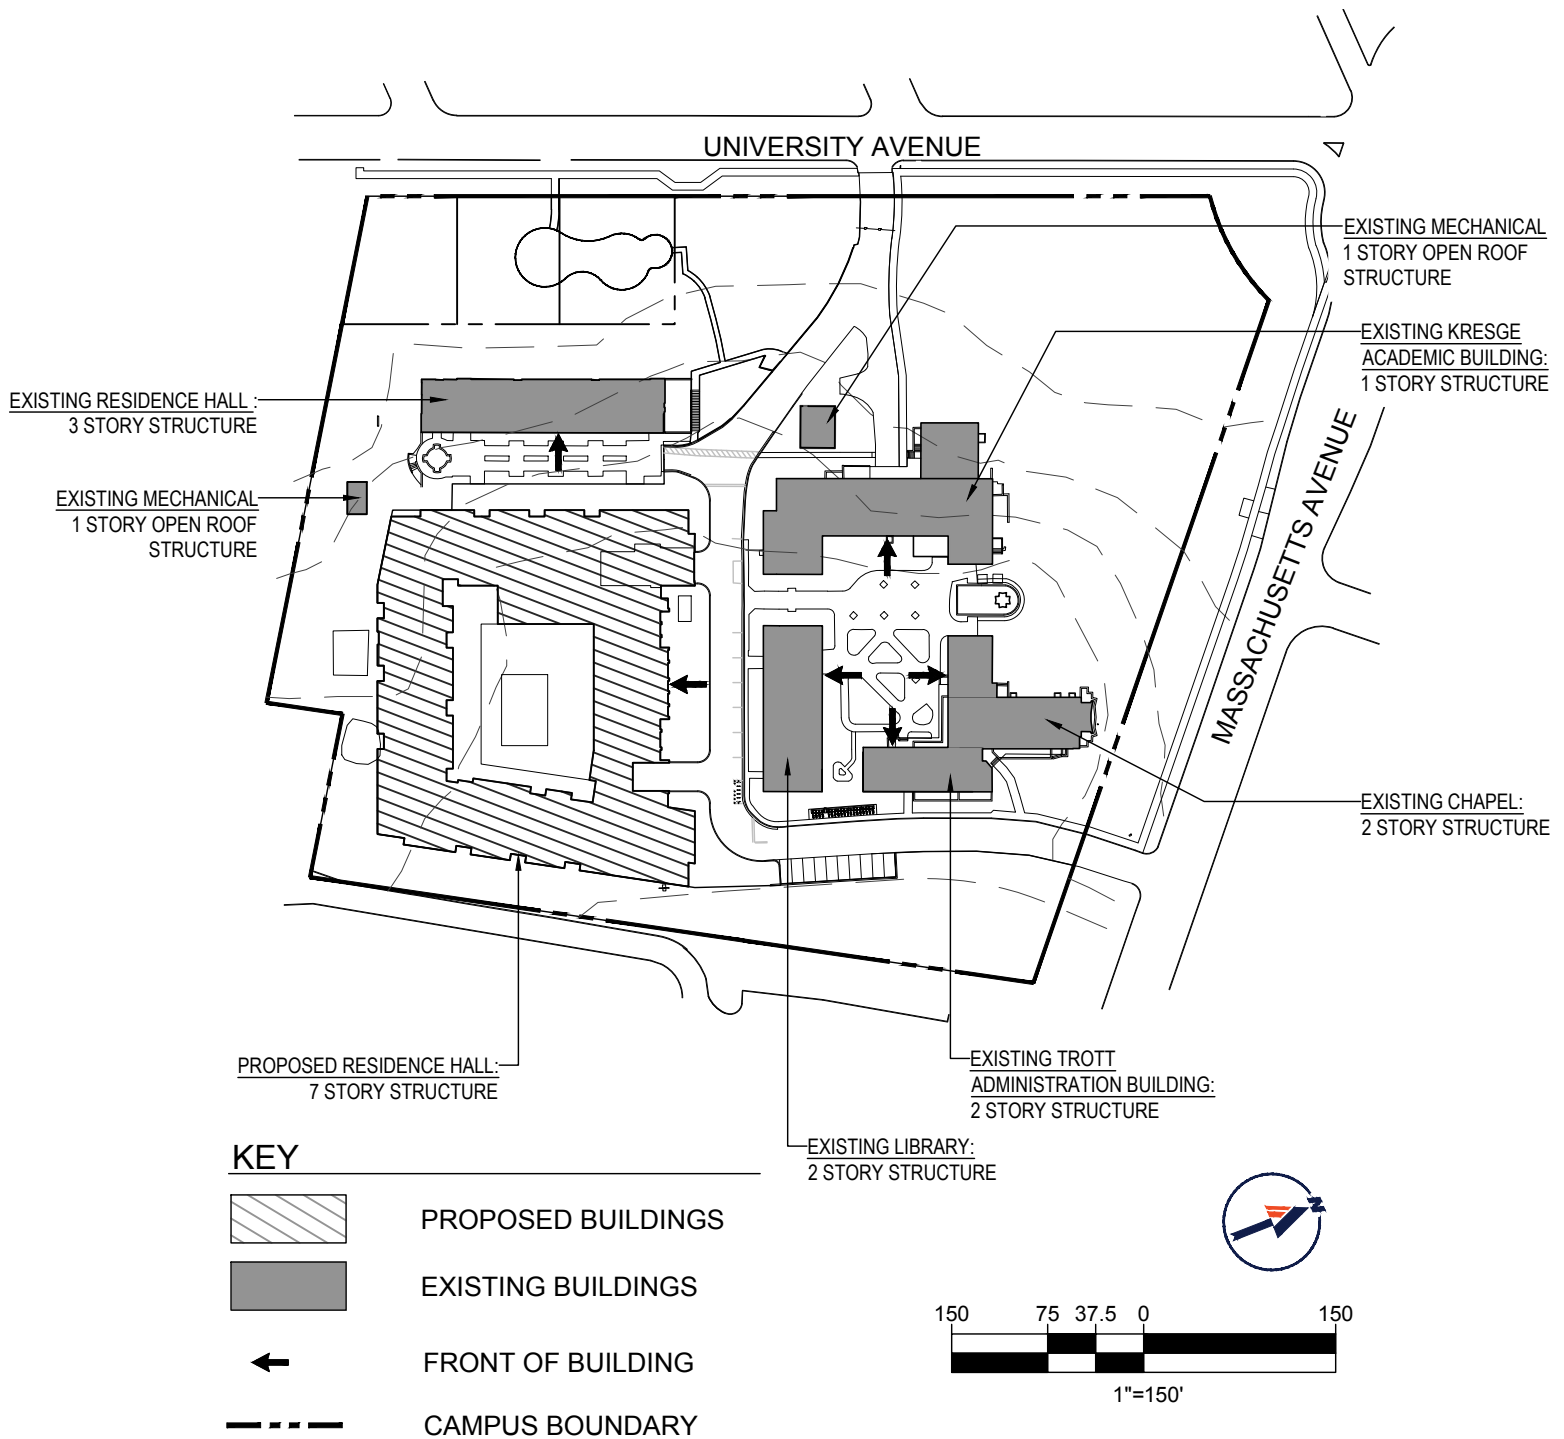 UNIVERSITY AVENUE
EXISTING MECHANICAL
1 STORY OPEN ROOF
STRUCTURE
EXISTING KRESGE
ACADEMIC BUILDING:
1 STORY STRUCTURE
EXISTING RESIDENCE HALL :
3 STORY STRUCTURE
EXISTING MECHANICAL
1 STORY OPEN ROOF
STRUCTURE
MASSACHUSETTS AVENUE
EXISTING CHAPEL:
2 STORY STRUCTURE
PROPOSED RESIDENCE HALL:
7 STORY STRUCTURE
EXISTING TROTT
ADMINISTRATION BUILDING:
2 STORY STRUCTURE
EXISTING LIBRARY:
2 STORY STRUCTURE
KEY
PROPOSED BUILDINGS
EXISTING BUILDINGS
FRONT OF BUILDING
CAMPUS BOUNDARY
N
150 75 37.5 0 150
1"=150'